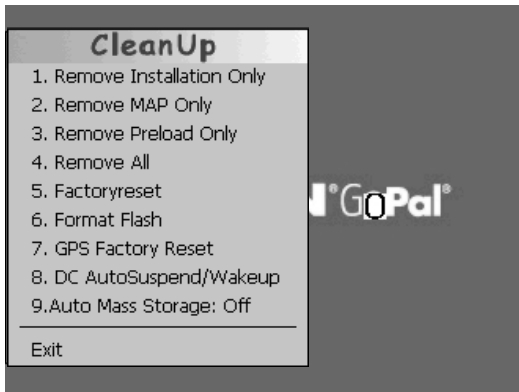 CleanUp
1. Remove Installation Only
2. Remove MAP Only
3. Remove Preload Only
4. Remove All
5. Factoryreset
6. Format Flash
7. GPS Factory Reset
8. DC AutoSuspend/Wakeup
9.Auto Mass Storage: Off
Exit
N®GoPal®